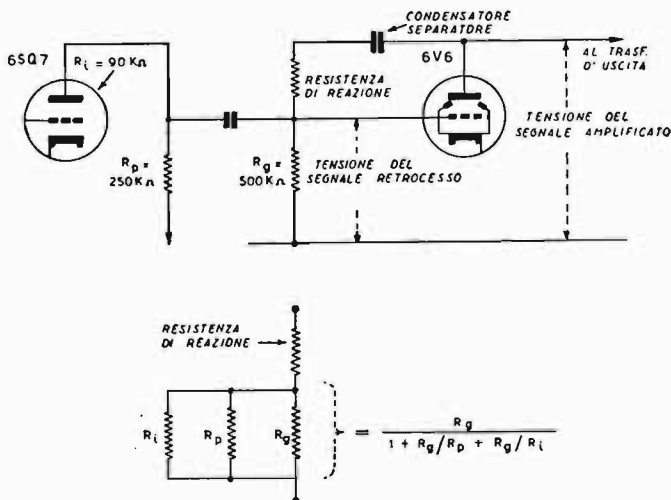 CONDENSATORE
SEPARATORE
6SQ7
Ri = 90 KΩ
6V6
AL TRASF.
D' USCITA
RESISTENZA
DI REAZIONE
TENSIONE DEL
SEGNALE AMPLIFICATO
Rp =
250KΩ
Rg =
500KΩ
TENSIONE DEL
SEGNALE RETROCESSO
RESISTENZA
DI REAZIONE
Ri
Rp
Rg
= Rg
1 + Rg/Rp + Rg/Ri